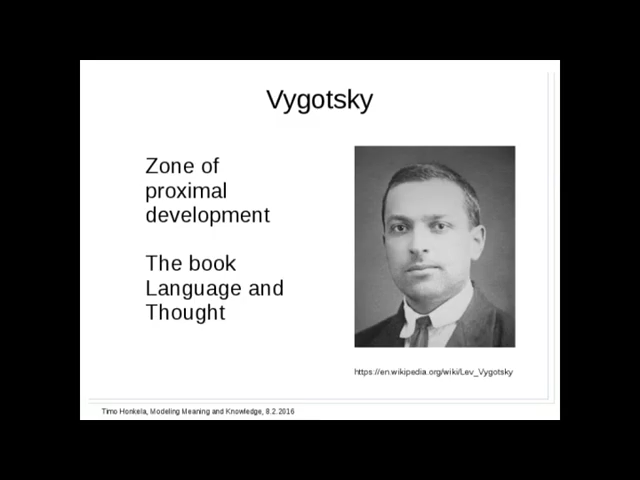 Vygotsky
Zone of
proximal
development
The book
Language and
Thought
https://en.wikipedia.org/wiki/Lev_Vygotsky
Timo Honkela, Modeling Meaning and Knowledge, 8.2.2016